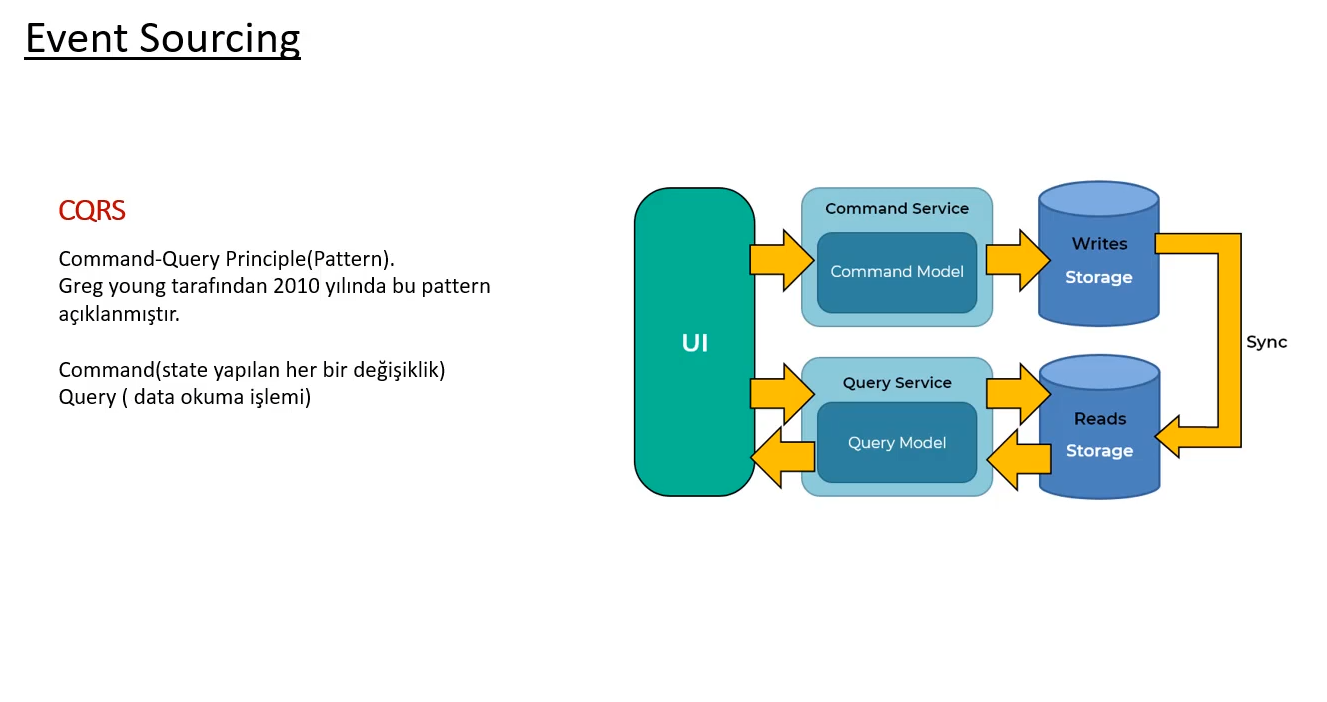 Event Sourcing
CQRS
Command-Query Principle(Pattern).
Greg young tarafından 2010 yılında bu pattern
açıklanmıştır.
Command(state yapılan her bir değişiklik)
Query ( data okuma işlemi)
UI
Command Service
Command Model
Writes
Storage
Sync
Query Service
Query Model
Reads
Storage